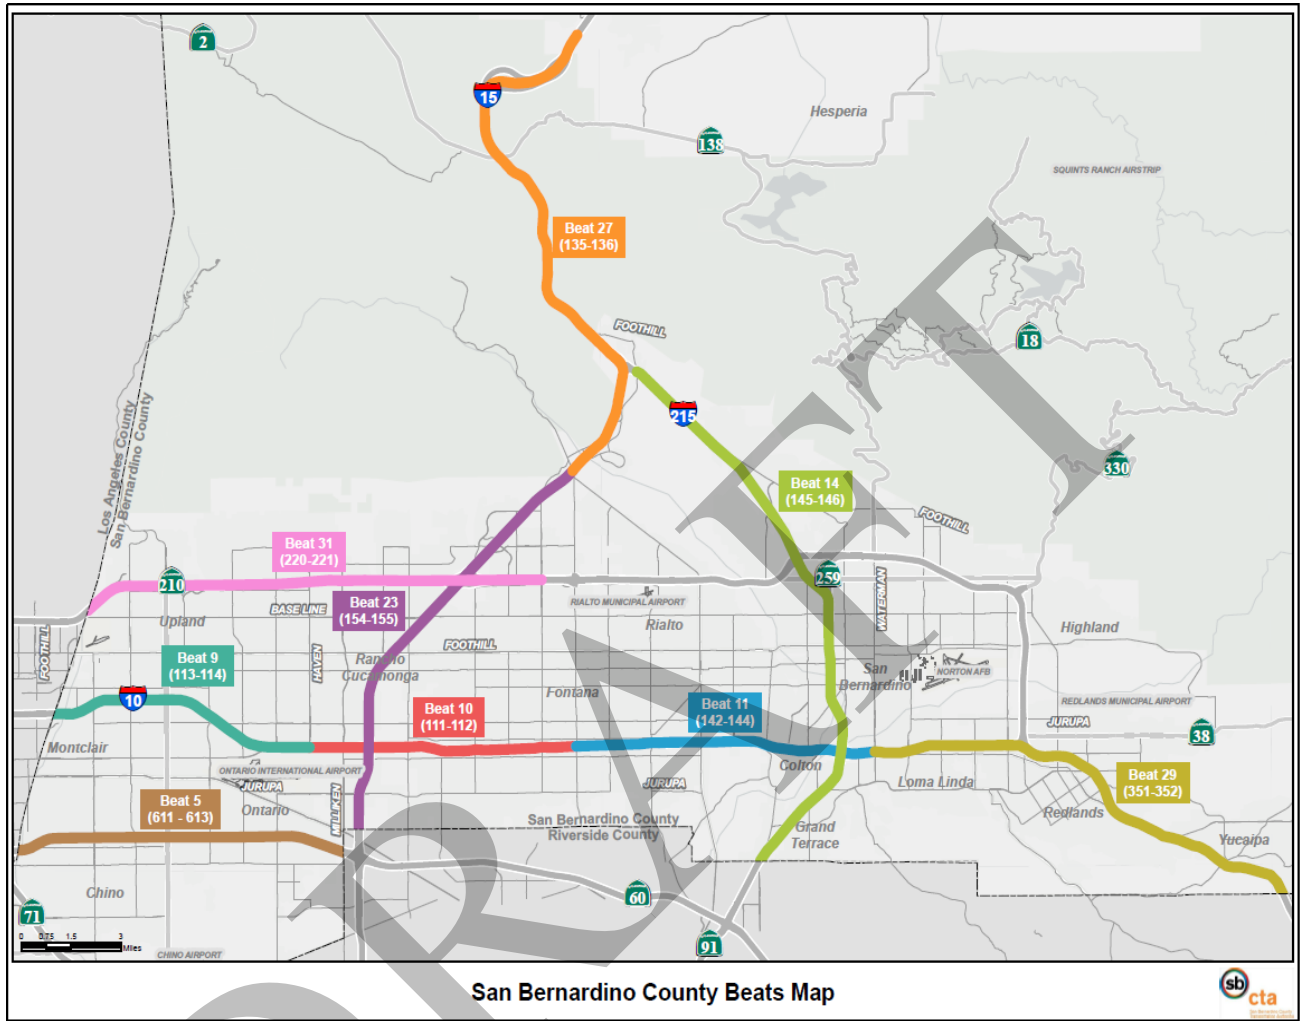 2
15
Hesperia
138
SQUINTS RANCH AIRSTRIP
Beat 27
(135-136)
FOOTHILL
18
215
Los Angeles County
San Bernardino County
330
Beat 14
(145-146)
FOOTHILL
Beat 31
(220-221)
210
259
BASE LINE
Beat 23
(154-155)
RIALTO MUNICIPAL AIRPORT
WATERMAN
Upland
Rialto
Highland
FOOTHILL
HAVEN
FOOTHILL
Beat 9
(113-114)
Rancho
Cucamonga
San
Bernardino
NORTON AFB
10
Fontana
Beat 10
(111-112)
Beat 11
(142-144)
REDLANDS MUNICIPAL AIRPORT
JURUPA
38
Montclair
ONTARIO INTERNATIONAL AIRPORT
JURUPA
Colton
JURUPA
Loma Linda
Beat 29
(351-352)
Beat 5
(611 - 613)
Ontario
MILLIKEN
San Bernardino County
Riverside County
Grand
Terrace
Redlands
Yucaipa
Chino
60
71
91
0 0.75 1.5 3
Miles
CHINO AIRPORT
DRAFT
San Bernardino County Beats Map
sb
cta
San Bernardino County
Transportation Authority